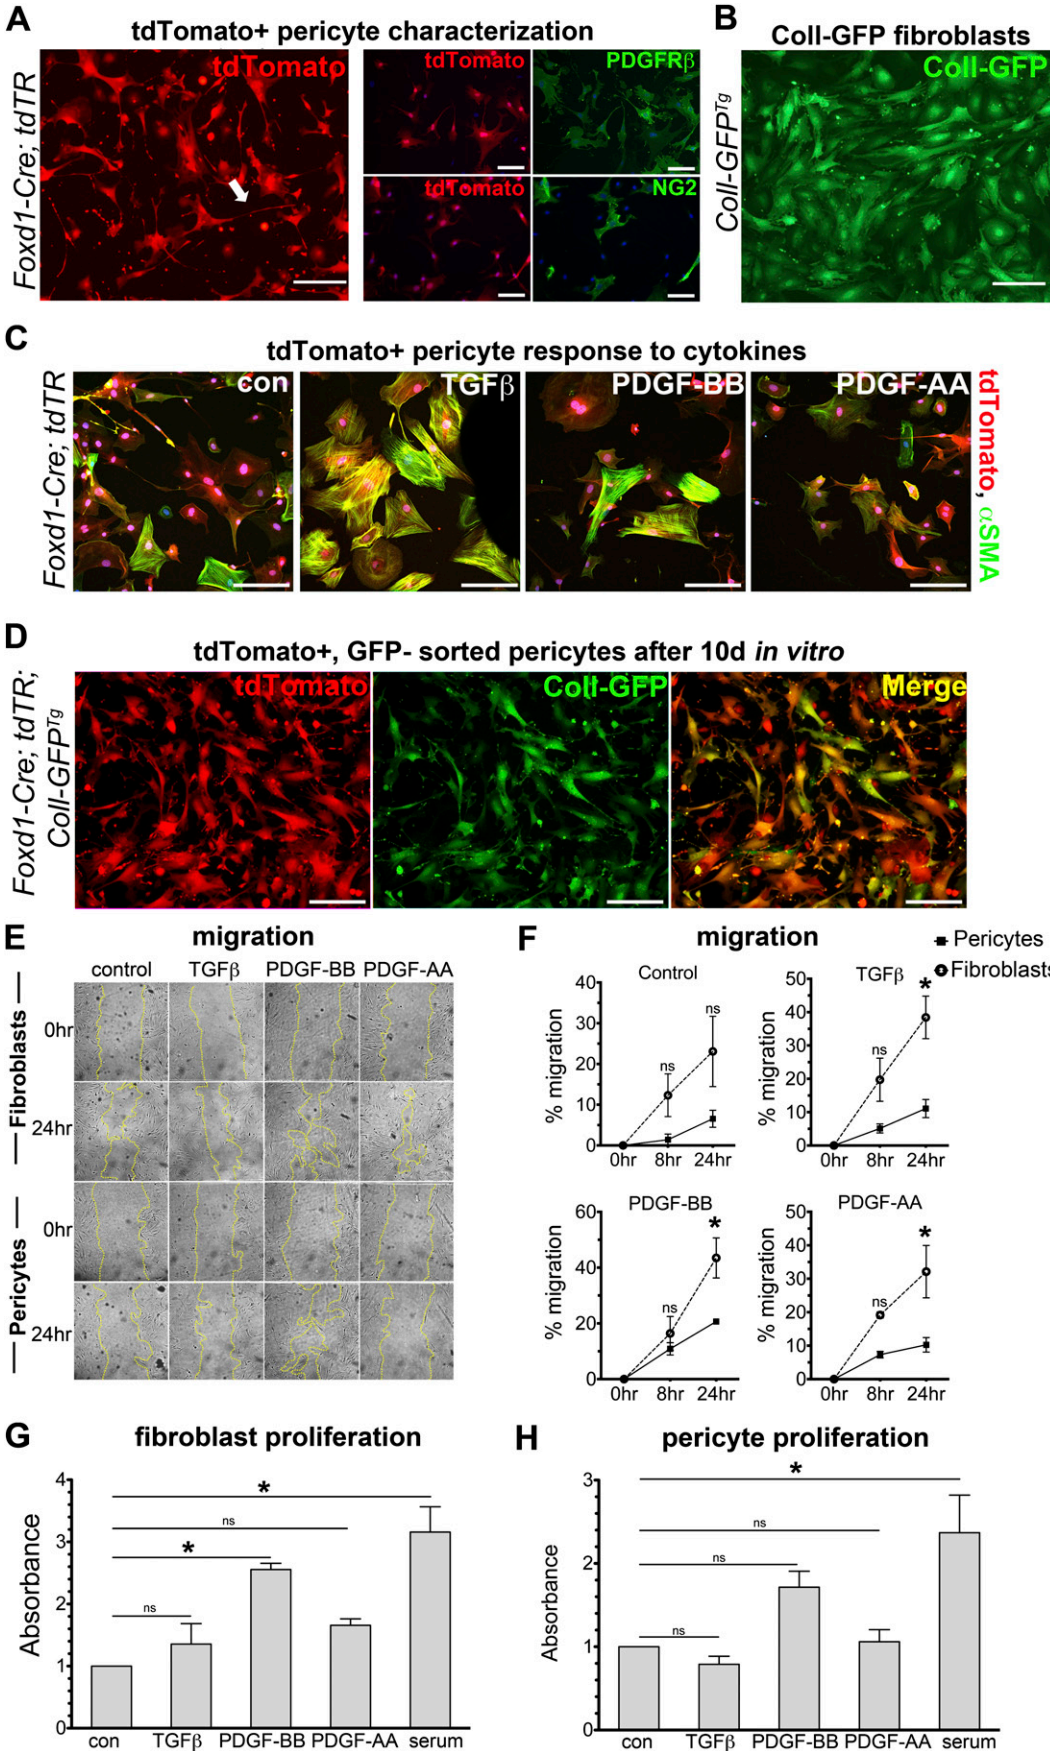 A
tdTomato+ pericyte characterization
Foxd1-Cre; tdTR
tdTomato
tdTomato
PDGFRβ
tdTomato
NG2
B
Coll-GFP fibroblasts
Coll-GFPTg
Coll-GFP
C
tdTomato+ pericyte response to cytokines
Foxd1-Cre; tdTR
con
TGFβ
PDGF-BB
PDGF-AA
tdTomato, αSMA
D
tdTomato+, GFP- sorted pericytes after 10d in vitro
Foxd1-Cre; tdTR;
Coll-GFPTg
tdTomato
Coll-GFP
Merge
E
migration
control
TGFβ
PDGF-BB
PDGF-AA
Fibroblasts
0hr
24hr
Pericytes
0hr
24hr
F
migration
Pericytes
Fibroblasts
Control
% migration
40
30
20
10
0
ns
ns
0hr
8hr
24hr
TGFβ
% migration
50
40
30
20
10
0
ns
*
0hr
8hr
24hr
PDGF-BB
% migration
60
40
20
0
ns
*
0hr
8hr
24hr
PDGF-AA
% migration
50
40
30
20
10
0
ns
*
0hr
8hr
24hr
G
fibroblast proliferation
Absorbance
4
3
2
1
0
*
ns
*
ns
con
TGFβ
PDGF-BB
PDGF-AA
serum
H
pericyte proliferation
Absorbance
3
2
1
0
*
ns
ns
ns
con
TGFβ
PDGF-BB
PDGF-AA
serum